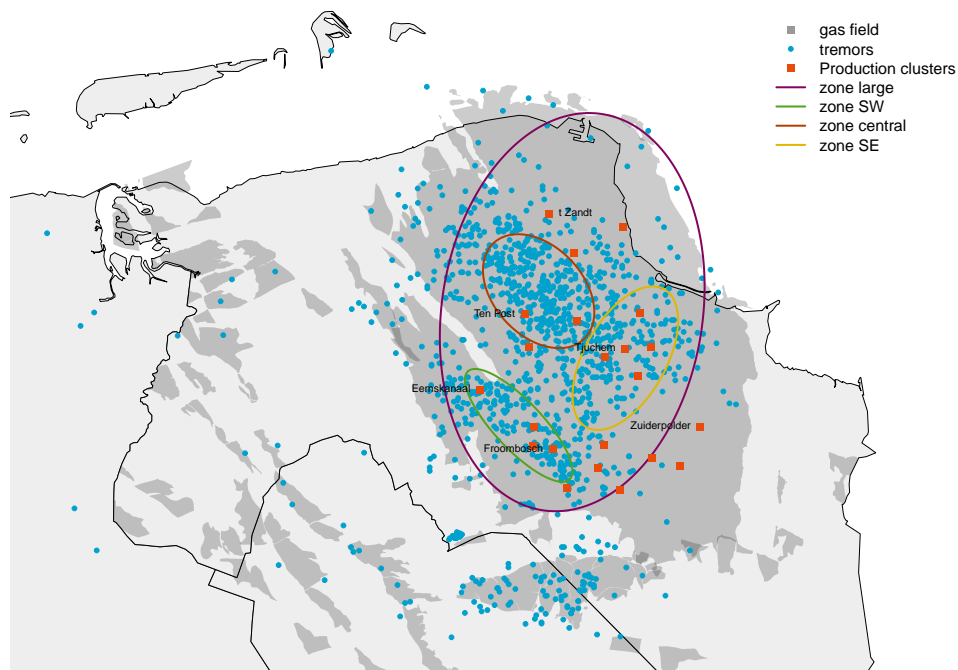 gas field
tremors
Production clusters
zone large
zone SW
zone central
zone SE
t Zandt
Ten Post
Tjuchem
Eemskanaal
Zuiderpolder
Froombosch